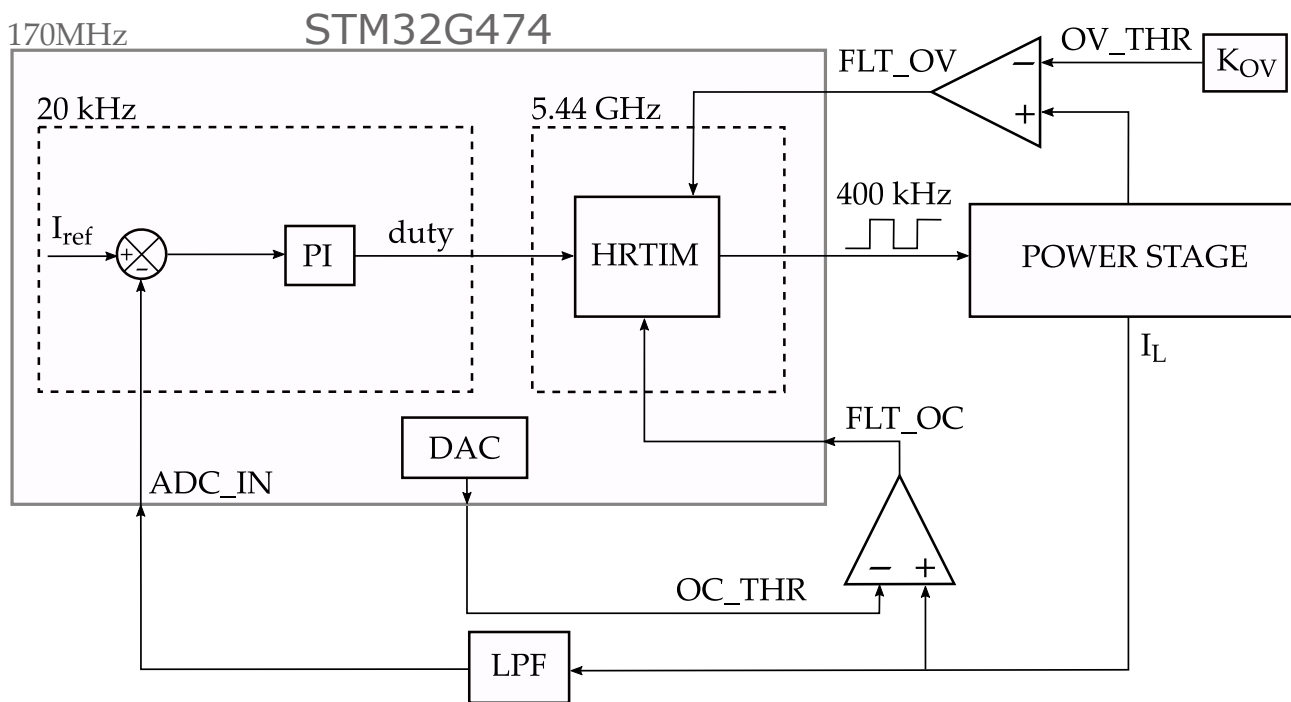 170MHz
STM32G474
20 kHz
5.44 GHz
FLT_OV
OV_THR
K_OV
−
+
I_ref
+
-
PI
duty
HRTIM
400 kHz
POWER STAGE
I_L
FLT_OC
DAC
ADC_IN
− +
OC_THR
LPF